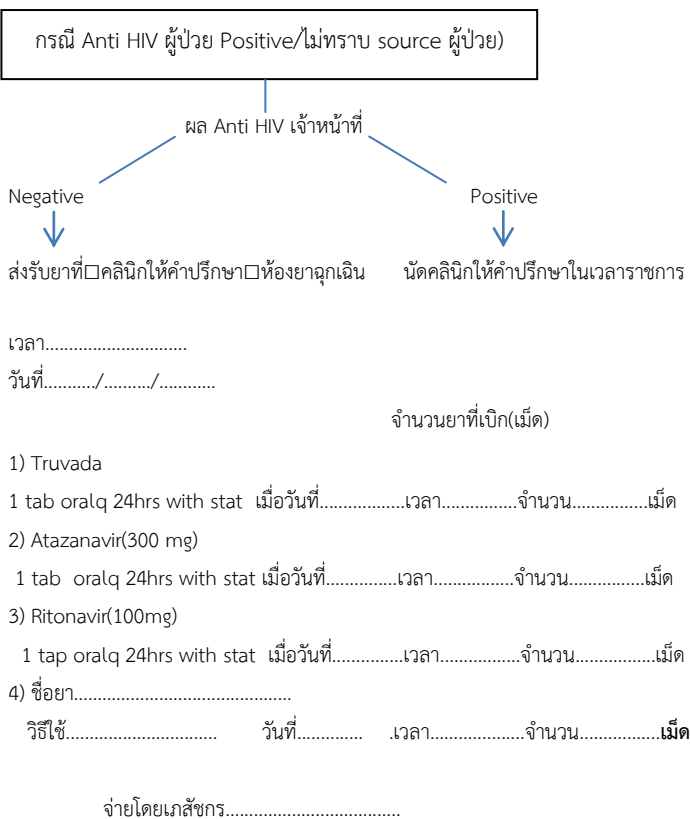 กรณี Anti HIV ผู้ป่วย Positive/ไม่ทราบ source ผู้ป่วย)
ผล Anti HIV เจ้าหน้าที่
Negative Positive
ส่งรับยาที่□คลินิกให้คำปรึกษา□ห้องยาฉุกเฉิน นัดคลินิกให้คำปรึกษาในเวลาราชการ
เวลา..............................
วันที่.........../........../............
จำนวนยาที่เบิก(เม็ด)
1) Truvada
1 tab oralq 24hrs with stat เมื่อวันที่..................เวลา................จำนวน................เม็ด
2) Atazanavir(300 mg)
1 tab oralq 24hrs with stat เมื่อวันที่...............เวลา.................จำนวน................เม็ด
3) Ritonavir(100mg)
1 tap oralq 24hrs with stat เมื่อวันที่...............เวลา.................จำนวน.................เม็ด
4) ชื่อยา..............................................
วิธีใช้................................ วันที่.............. .เวลา....................จำนวน.................เม็ด
จ่ายโดยเภสัชกร.....................................